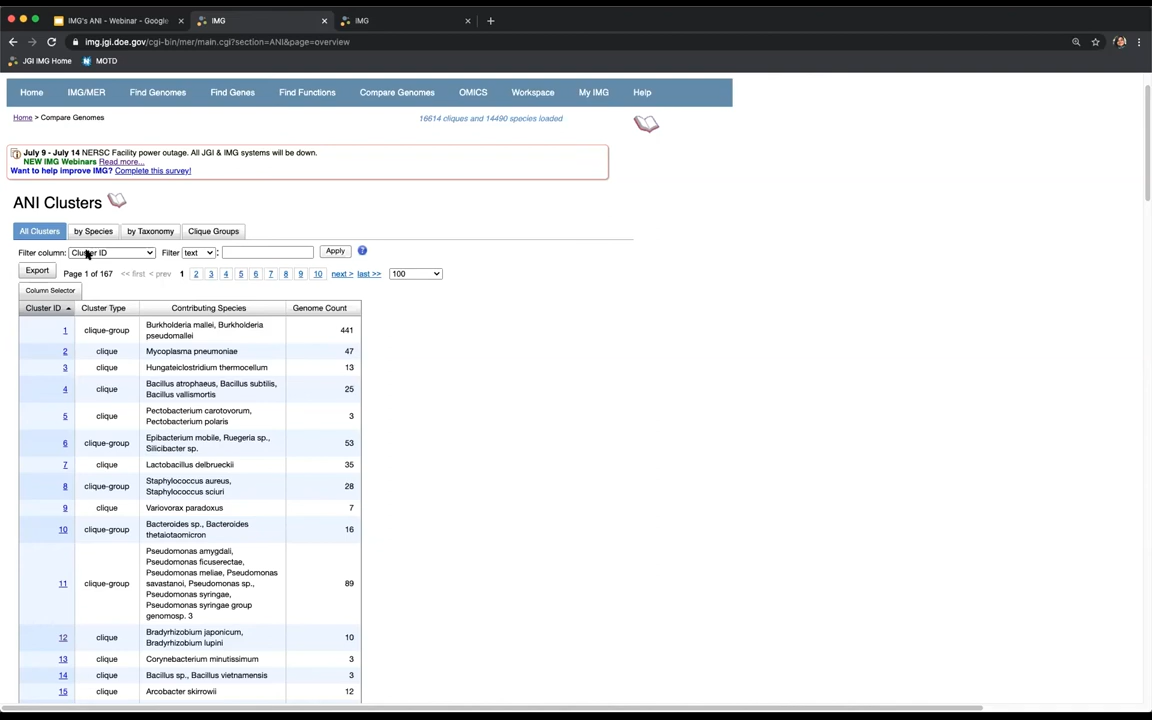 IMG's ANI - Webinar - Google
IMG
IMG
img.jgi.doe.gov/cgi-bin/mer/main.cgi?section=ANI&page=overview
JGI IMG Home MOTD
Home IMG/MER Find Genomes Find Genes Find Functions Compare Genomes OMICS Workspace My IMG Help
Home > Compare Genomes 16614 cliques and 14490 species loaded
July 9 - July 14 NERSC Facility power outage. All JGI & IMG systems will be down.
NEW IMG Webinars Read more...
Want to help improve IMG? Complete this survey!
ANI Clusters
All Clusters by Species by Taxonomy Clique Groups
Filter column: Cluster ID Filter text : Apply ?
Export Page 1 of 167 << first < prev 1 2 3 4 5 6 7 8 9 10 next > last >> 100
Column Selector
Cluster ID Cluster Type Contributing Species Genome Count
1 clique-group Burkholderia mallei, Burkholderia pseudomallei 441
2 clique Mycoplasma pneumoniae 47
3 clique Hungateiclostridium thermocellum 13
4 clique Bacillus atrophaeus, Bacillus subtilis, Bacillus vallismortis 25
5 clique Pectobacterium carotovorum, Pectobacterium polaris 3
6 clique-group Epibacterium mobile, Ruegeria sp., Silicibacter sp. 53
7 clique Lactobacillus delbrueckii 35
8 clique-group Staphylococcus aureus, Staphylococcus sciuri 28
9 clique Variovorax paradoxus 7
10 clique-group Bacteroides sp., Bacteroides thetaiotaomicron 16
11 clique-group Pseudomonas amygdali, Pseudomonas ficuserectae, Pseudomonas meliae, Pseudomonas savastanoi, Pseudomonas sp., Pseudomonas syringae, Pseudomonas syringae group genomosp. 3 89
12 clique Bradyrhizobium japonicum, Bradyrhizobium lupini 10
13 clique Corynebacterium minutissimum 3
14 clique Bacillus sp., Bacillus vietnamensis 3
15 clique Arcobacter skirrowii 12